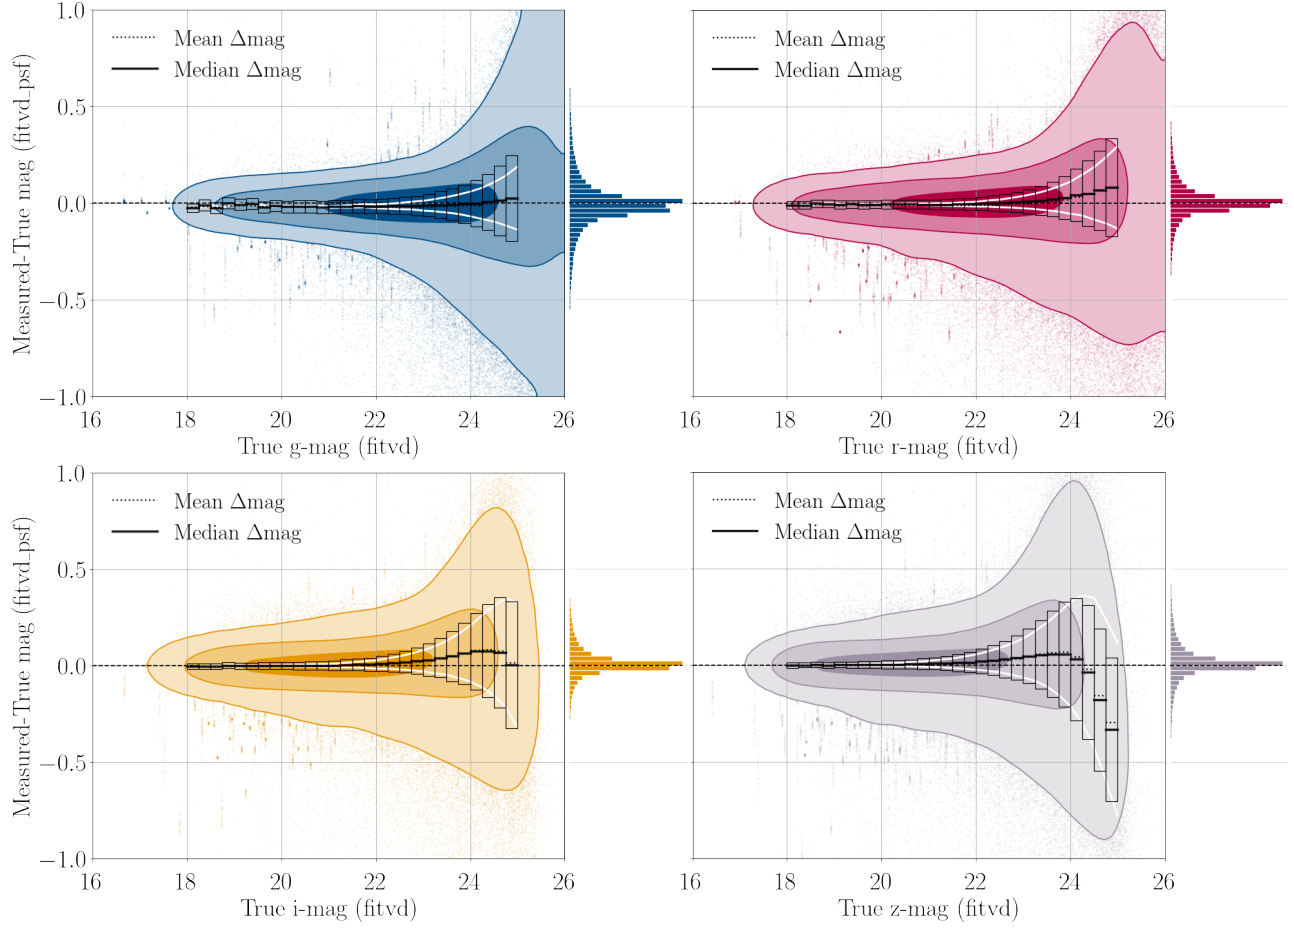 1.0
0.5
0.0
−0.5
−1.0
Measured-True mag (fitvd_psf)
Mean Δmag
Median Δmag
16 18 20 22 24 26
True g-mag (fitvd)
Mean Δmag
Median Δmag
16 18 20 22 24 26
True r-mag (fitvd)
1.0
0.5
0.0
−0.5
−1.0
Measured-True mag (fitvd_psf)
Mean Δmag
Median Δmag
16 18 20 22 24 26
True i-mag (fitvd)
Mean Δmag
Median Δmag
16 18 20 22 24 26
True z-mag (fitvd)